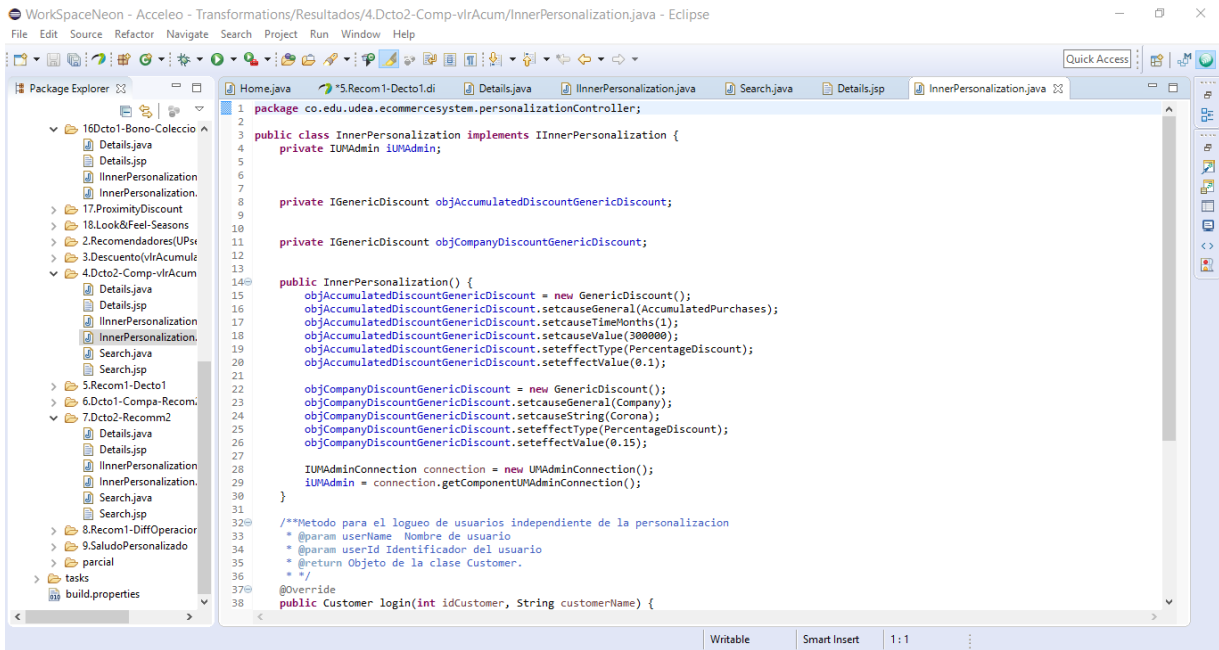 WorkSpaceNeon - Acceleo - Transformations/Resultados/4.Dcto2-Comp-vlrAcum/InnerPersonalization.java - Eclipse
File Edit Source Refactor Navigate Search Project Run Window Help
Quick Access
Package Explorer
Home.java
*5.Recom1-Decto1.di
Details.java
IInnerPersonalization.java
Search.java
Details.jsp
InnerPersonalization.java
16Dcto1-Bono-Coleccio
Details.java
Details.jsp
IInnerPersonalization
InnerPersonalization.
17.ProximityDiscount
18.Look&Feel-Seasons
2.Recomendadores(UPse
3.Descuento(vlrAcumula
4.Dcto2-Comp-vlrAcum
Details.java
Details.jsp
IInnerPersonalization
InnerPersonalization.
Search.java
Search.jsp
5.Recom1-Decto1
6.Dcto1-Compa-Recom2
7.Dcto2-Recomm2
Details.java
Details.jsp
IInnerPersonalization
InnerPersonalization.
Search.java
Search.jsp
8.Recom1-DiffOperacior
9.SaludoPersonalizado
parcial
tasks
build.properties
1 package co.edu.udea.ecommercesystem.personalizationController;
2
3 public class InnerPersonalization implements IInnerPersonalization {
4 private IUMAdmin iUMAdmin;
5
6
7
8 private IGenericDiscount objAccumulatedDiscountGenericDiscount;
9
10
11 private IGenericDiscount objCompanyDiscountGenericDiscount;
12
13
14 public InnerPersonalization() {
15 objAccumulatedDiscountGenericDiscount = new GenericDiscount();
16 objAccumulatedDiscountGenericDiscount.setcauseGeneral(AccumulatedPurchases);
17 objAccumulatedDiscountGenericDiscount.setcauseTimeMonths(1);
18 objAccumulatedDiscountGenericDiscount.setcauseValue(300000);
19 objAccumulatedDiscountGenericDiscount.seteffectType(PercentageDiscount);
20 objAccumulatedDiscountGenericDiscount.seteffectValue(0.1);
21
22 objCompanyDiscountGenericDiscount = new GenericDiscount();
23 objCompanyDiscountGenericDiscount.setcauseGeneral(Company);
24 objCompanyDiscountGenericDiscount.setcauseString(Corona);
25 objCompanyDiscountGenericDiscount.seteffectType(PercentageDiscount);
26 objCompanyDiscountGenericDiscount.seteffectValue(0.15);
27
28 IUMAdminConnection connection = new UMAdminConnection();
29 iUMAdmin = connection.getComponentUMAdminConnection();
30 }
31
32 /**Metodo para el logueo de usuarios independiente de la personalizacion
33 * @param userName Nombre de usuario
34 * @param userId Identificador del usuario
35 * @return Objeto de la clase Customer.
36 * */
37 @Override
38 public Customer login(int idCustomer, String customerName) {
Writable
Smart Insert
1 : 1